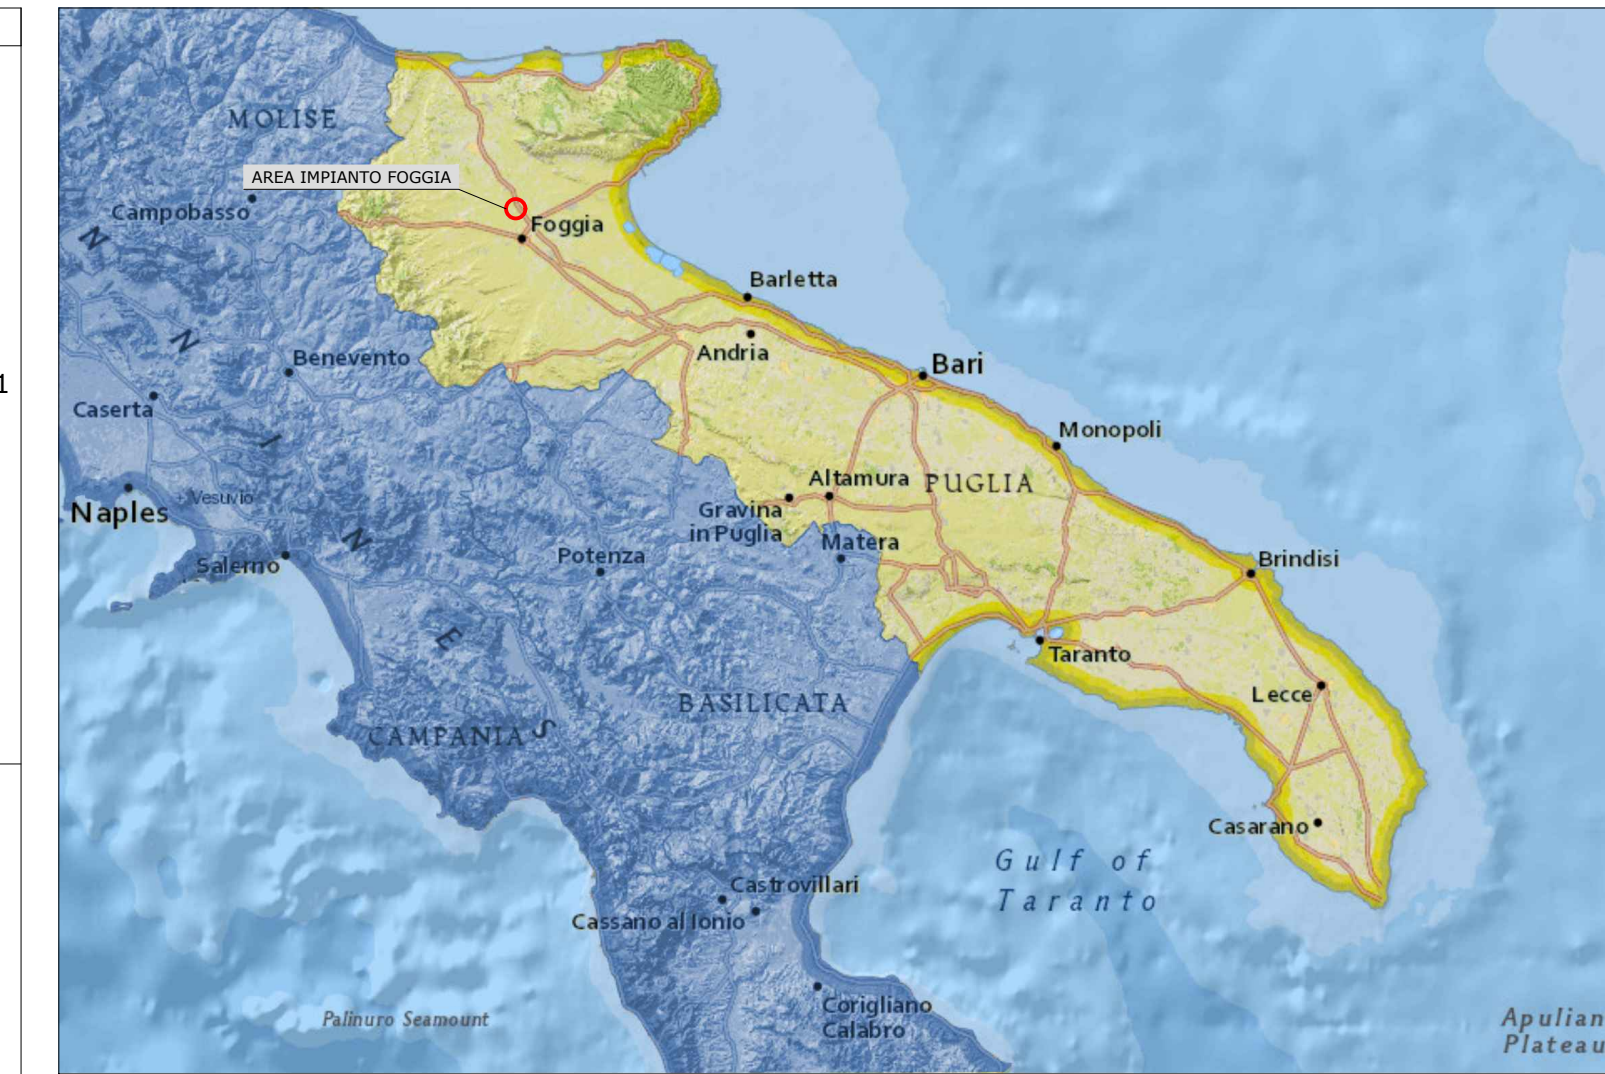 MOLISE
AREA IMPIANTO FOGGIA
Campobasso
Foggia
Barletta
Andria
Benevento
Bari
1
Caserta
Monopoli
Altamura
PUGLIA
Vesuvio
Naples
Gravina
in Puglia
Matera
Potenza
Salerno
Brindisi
Taranto
Lecce
BASILICATA
CAMPANIA
N N I N E S
Casarano
Gulf of
Taranto
Castrovillari
Cassano al Ionio
Corigliano
Calabro
Palinuro Seamount
Apulian
Plateau